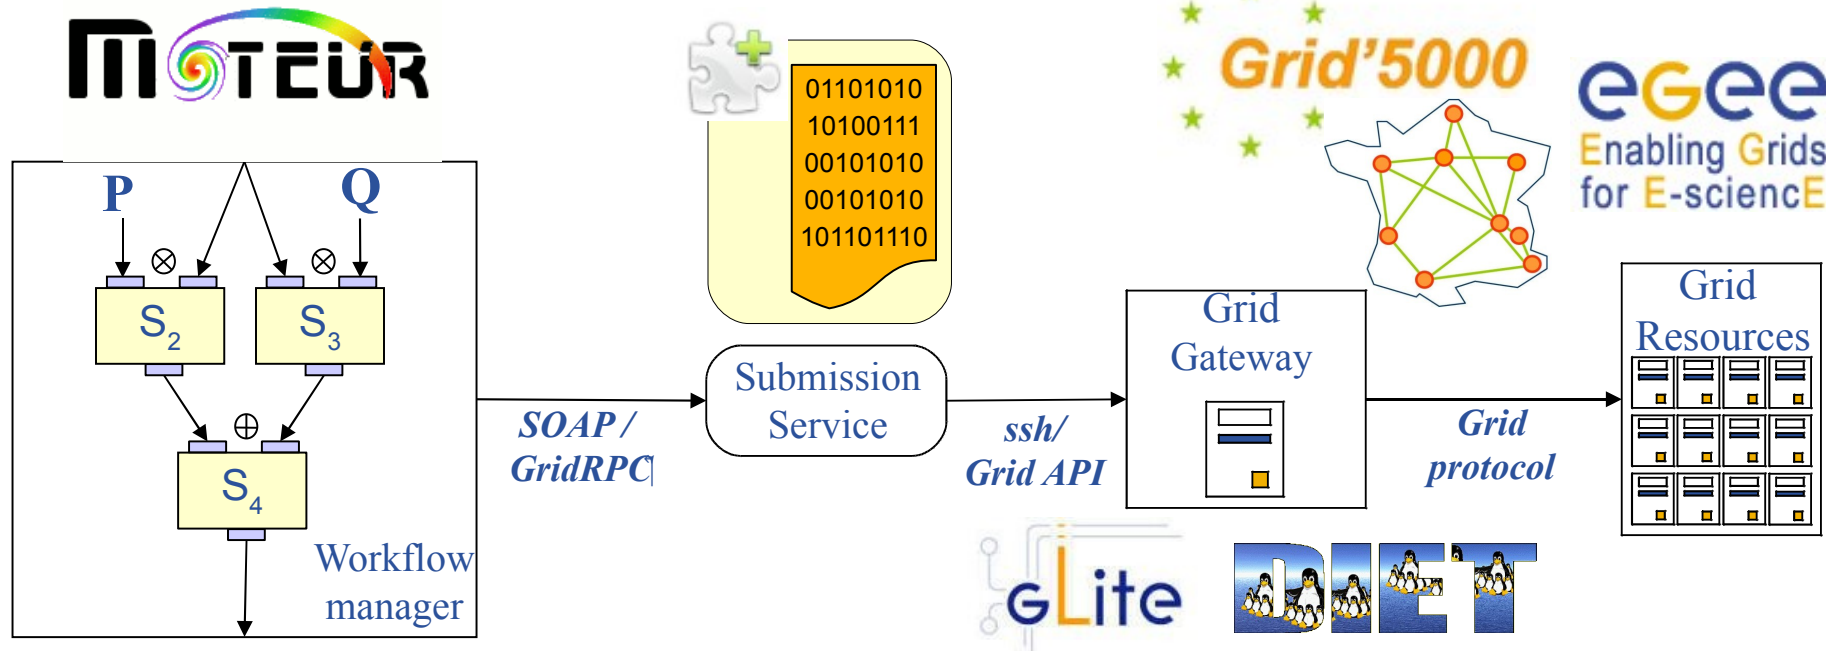 MOTEUR
P
Q
S2
S3
S4
Workflow
manager
SOAP /
GridRPC
01101010
10100111
00101010
00101010
101101110
Submission
Service
ssh/
Grid API
Grid'5000
Grid
Gateway
gLite
DIET
Grid
protocol
eGee
Enabling Grids
for E-sciencE
Grid
Resources